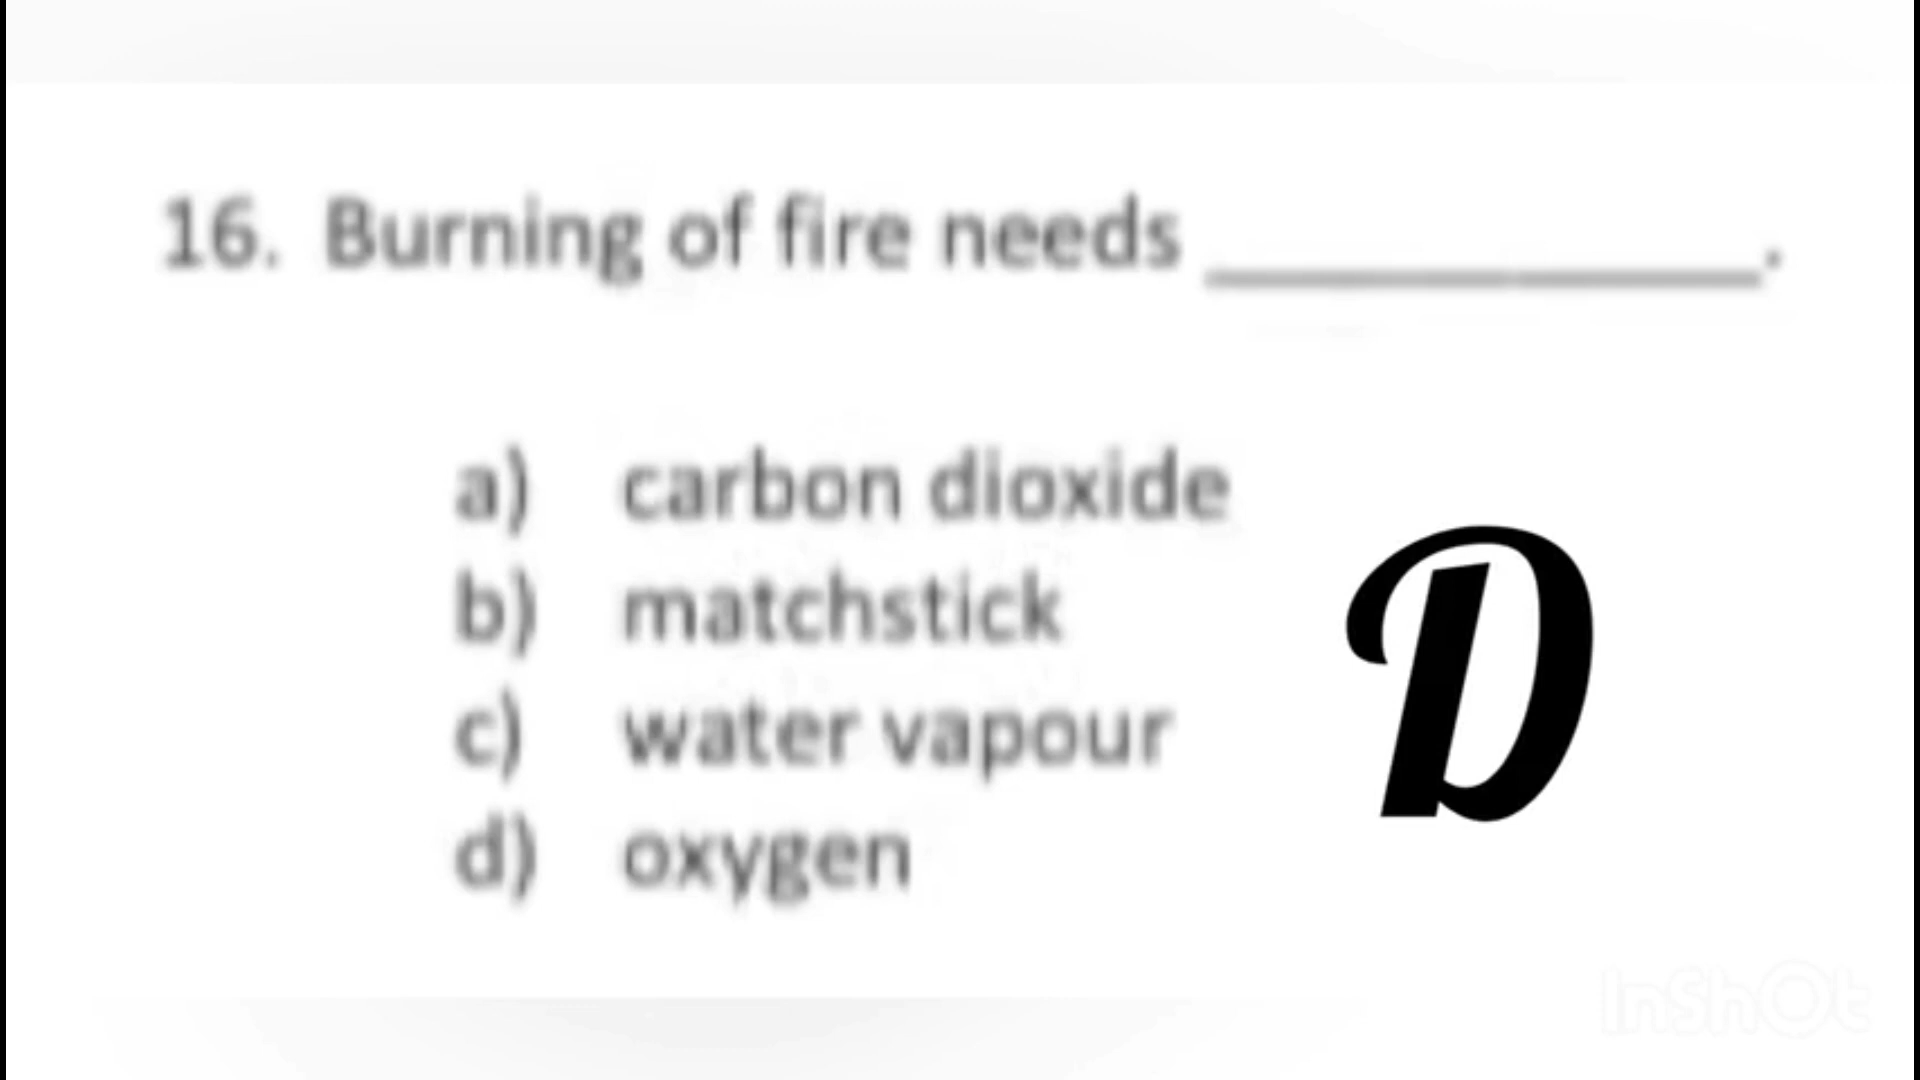 16. Burning of fire needs ____________.
a) carbon dioxide
b) matchstick
c) water vapour
d) oxygen
D
InShOt